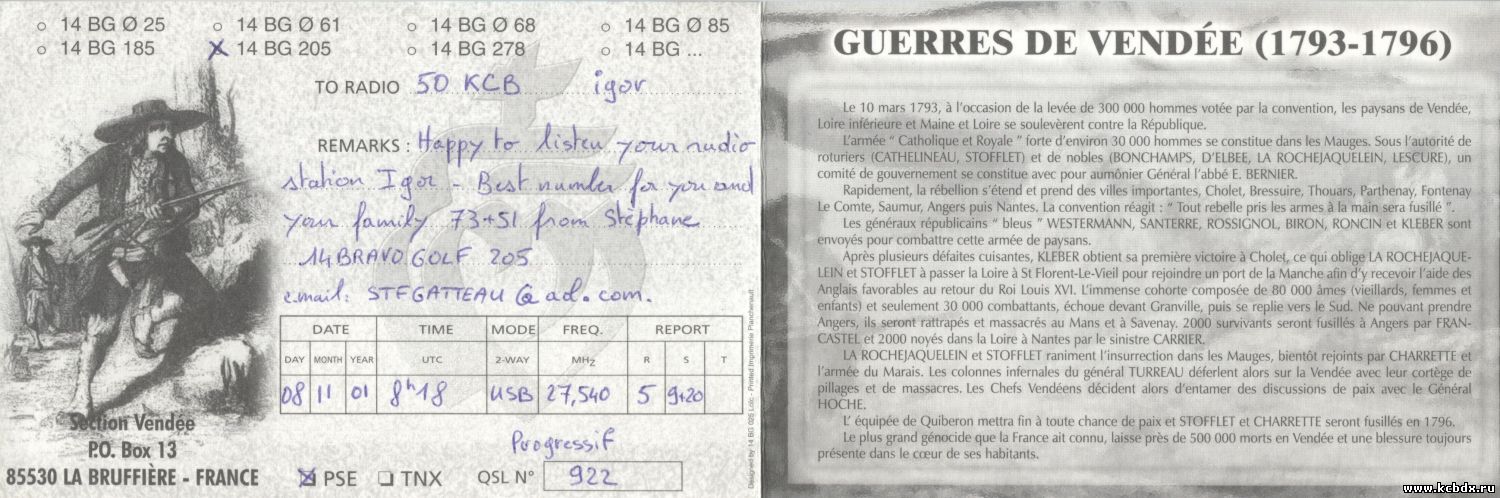 ○ 14 BG Ø 25 ○ 14 BG Ø 61 ○ 14 BG Ø 68 ○ 14 BG Ø 85
○ 14 BG 185 X 14 BG 205 ○ 14 BG 278 ○ 14 BG ...
TO RADIO 50 KCB igor
REMARKS : Happy to listen your radio
station Igor - Best number for you and
your family 73+51 from Stéphane
14 BRAVO GOLF 205
e.mail: STFGATTEAU @ aol.com.
DATE TIME MODE FREQ. REPORT
DAY MONTH YEAR UTC 2-WAY MHz R S T
08 11 01 8h18 USB 27,540 5 9+20
Section Vendée
P.O. Box 13
85530 LA BRUFFIÈRE - FRANCE
Progressif
☒ PSE ☐ TNX QSL N° 922
Designed by 14 BG 025 Loïc - Printed Imprimerie Planchenault
GUERRES DE VENDÉE (1793-1796)
Le 10 mars 1793, à l'occasion de la levée de 300 000 hommes votée par la convention, les paysans de Vendée,
Loire inférieure et Maine et Loire se soulevèrent contre la République.
L'armée “ Catholique et Royale ” forte d'environ 30 000 hommes se constitue dans les Mauges. Sous l'autorité de
roturiers (CATHELINEAU, STOFFLET) et de nobles (BONCHAMPS, D'ELBEE, LA ROCHEJAQUELEIN, LESCURE), un
comité de gouvernement se constitue avec pour aumônier Général l'abbé E. BERNIER.
Rapidement, la rébellion s'étend et prend des villes importantes, Cholet, Bressuire, Thouars, Parthenay, Fontenay
Le Comte, Saumur, Angers puis Nantes. La convention réagit : “ Tout rebelle pris les armes à la main sera fusillé ”.
Les généraux républicains “ bleus ” WESTERMANN, SANTERRE, ROSSIGNOL, BIRON, RONCIN et KLEBER sont
envoyés pour combattre cette armée de paysans.
Après plusieurs défaites cuisantes, KLEBER obtient sa première victoire à Cholet, ce qui oblige LA ROCHEJAQUE-
LEIN et STOFFLET à passer la Loire à St Florent-Le-Vieil pour rejoindre un port de la Manche afin d'y recevoir l'aide des
Anglais favorables au retour du Roi Louis XVI. L'immense cohorte composée de 80 000 âmes (vieillards, femmes et
enfants) et seulement 30 000 combattants, échoue devant Granville, puis se replie vers le Sud. Ne pouvant prendre
Angers, ils seront rattrapés et massacrés au Mans et à Savenay. 2000 survivants seront fusillés à Angers par FRAN-
CASTEL et 2000 noyés dans la Loire à Nantes par le sinistre CARRIER.
LA ROCHEJAQUELEIN et STOFFLET raniment l'insurrection dans les Mauges, bientôt rejoints par CHARRETTE et
l'armée du Marais. Les colonnes infernales du général TURREAU déferlent alors sur la Vendée avec leur cortège de
pillages et de massacres. Les Chefs Vendéens décident alors d'entamer des discussions de paix avec le Général
HOCHE.
L' équipée de Quiberon mettra fin à toute chance de paix et STOFFLET et CHARRETTE seront fusillés en 1796.
Le plus grand génocide que la France ait connu, laisse près de 500 000 morts en Vendée et une blessure toujours
présente dans le cœur de ses habitants.
www.kcbdx.ru